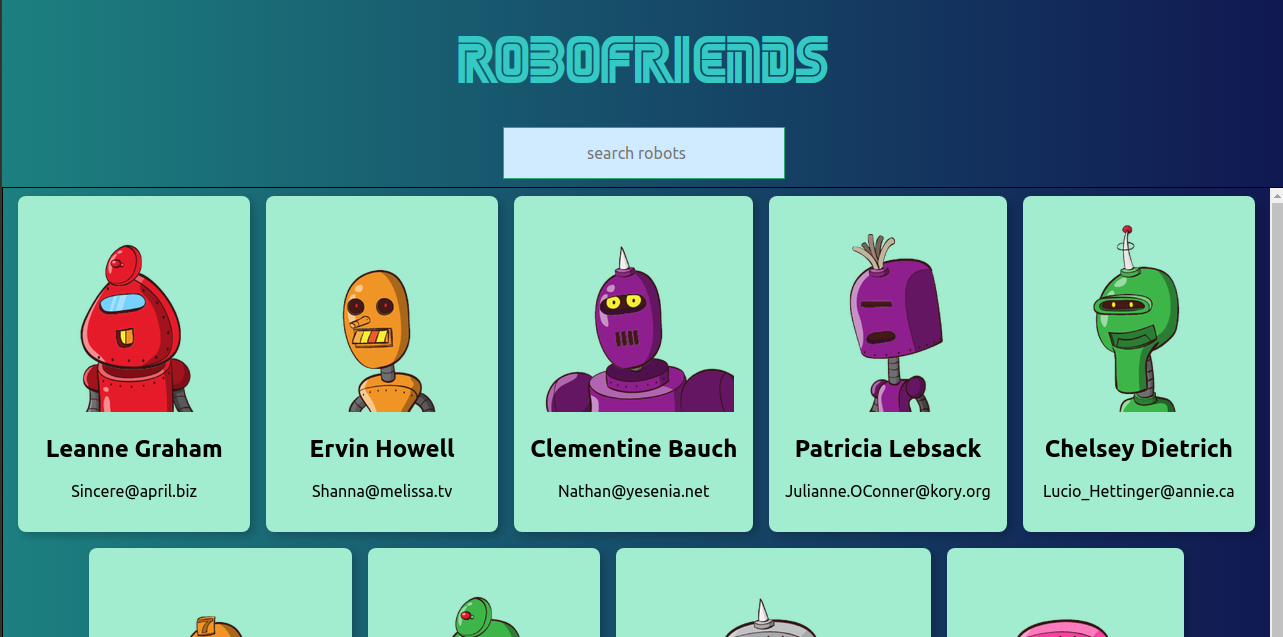 ROBOFRIENDS
search robots
Leanne Graham
Ervin Howell
Clementine Bauch
Patricia Lebsack
Chelsey Dietrich
Sincere@april.biz
Shanna@melissa.tv
Nathan@yesenia.net
Julianne.OConner@kory.org
Lucio_Hettinger@annie.ca
7